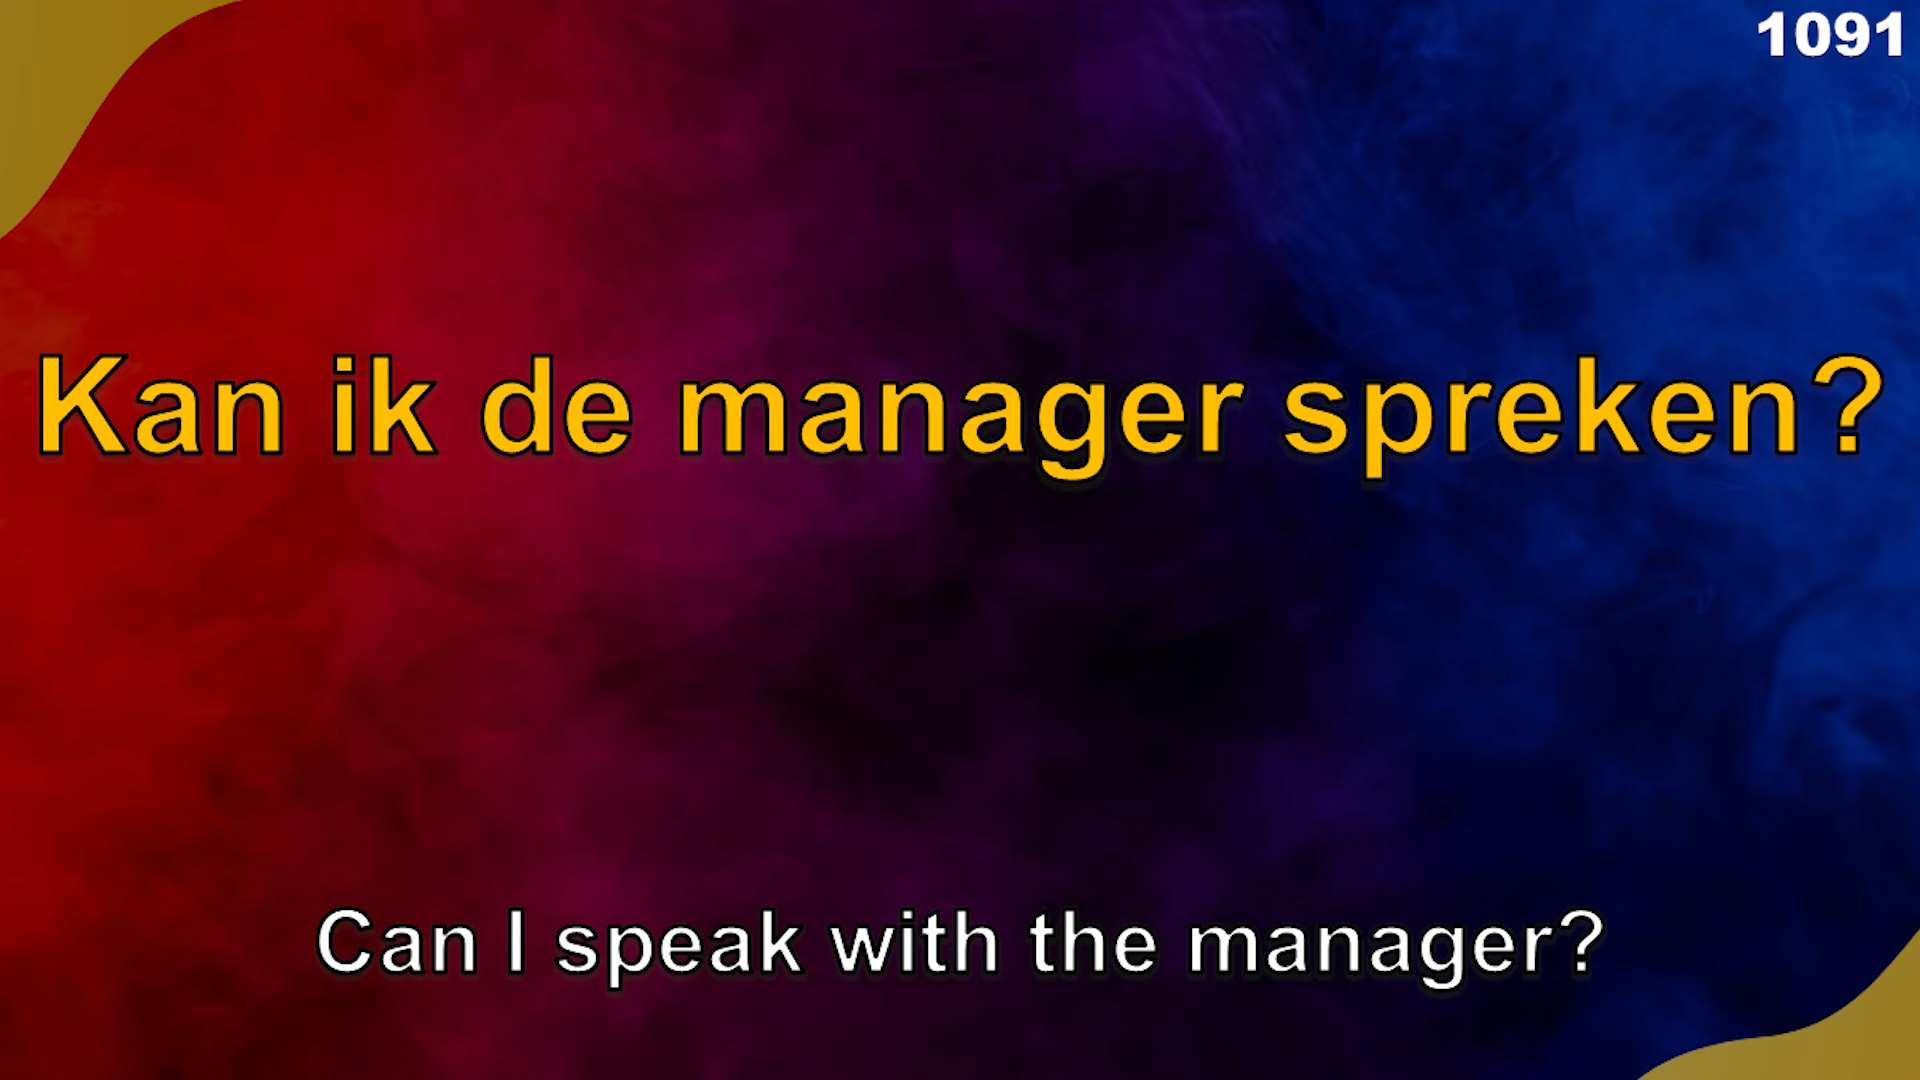 1091
Kan ik de manager spreken?
Can I speak with the manager?